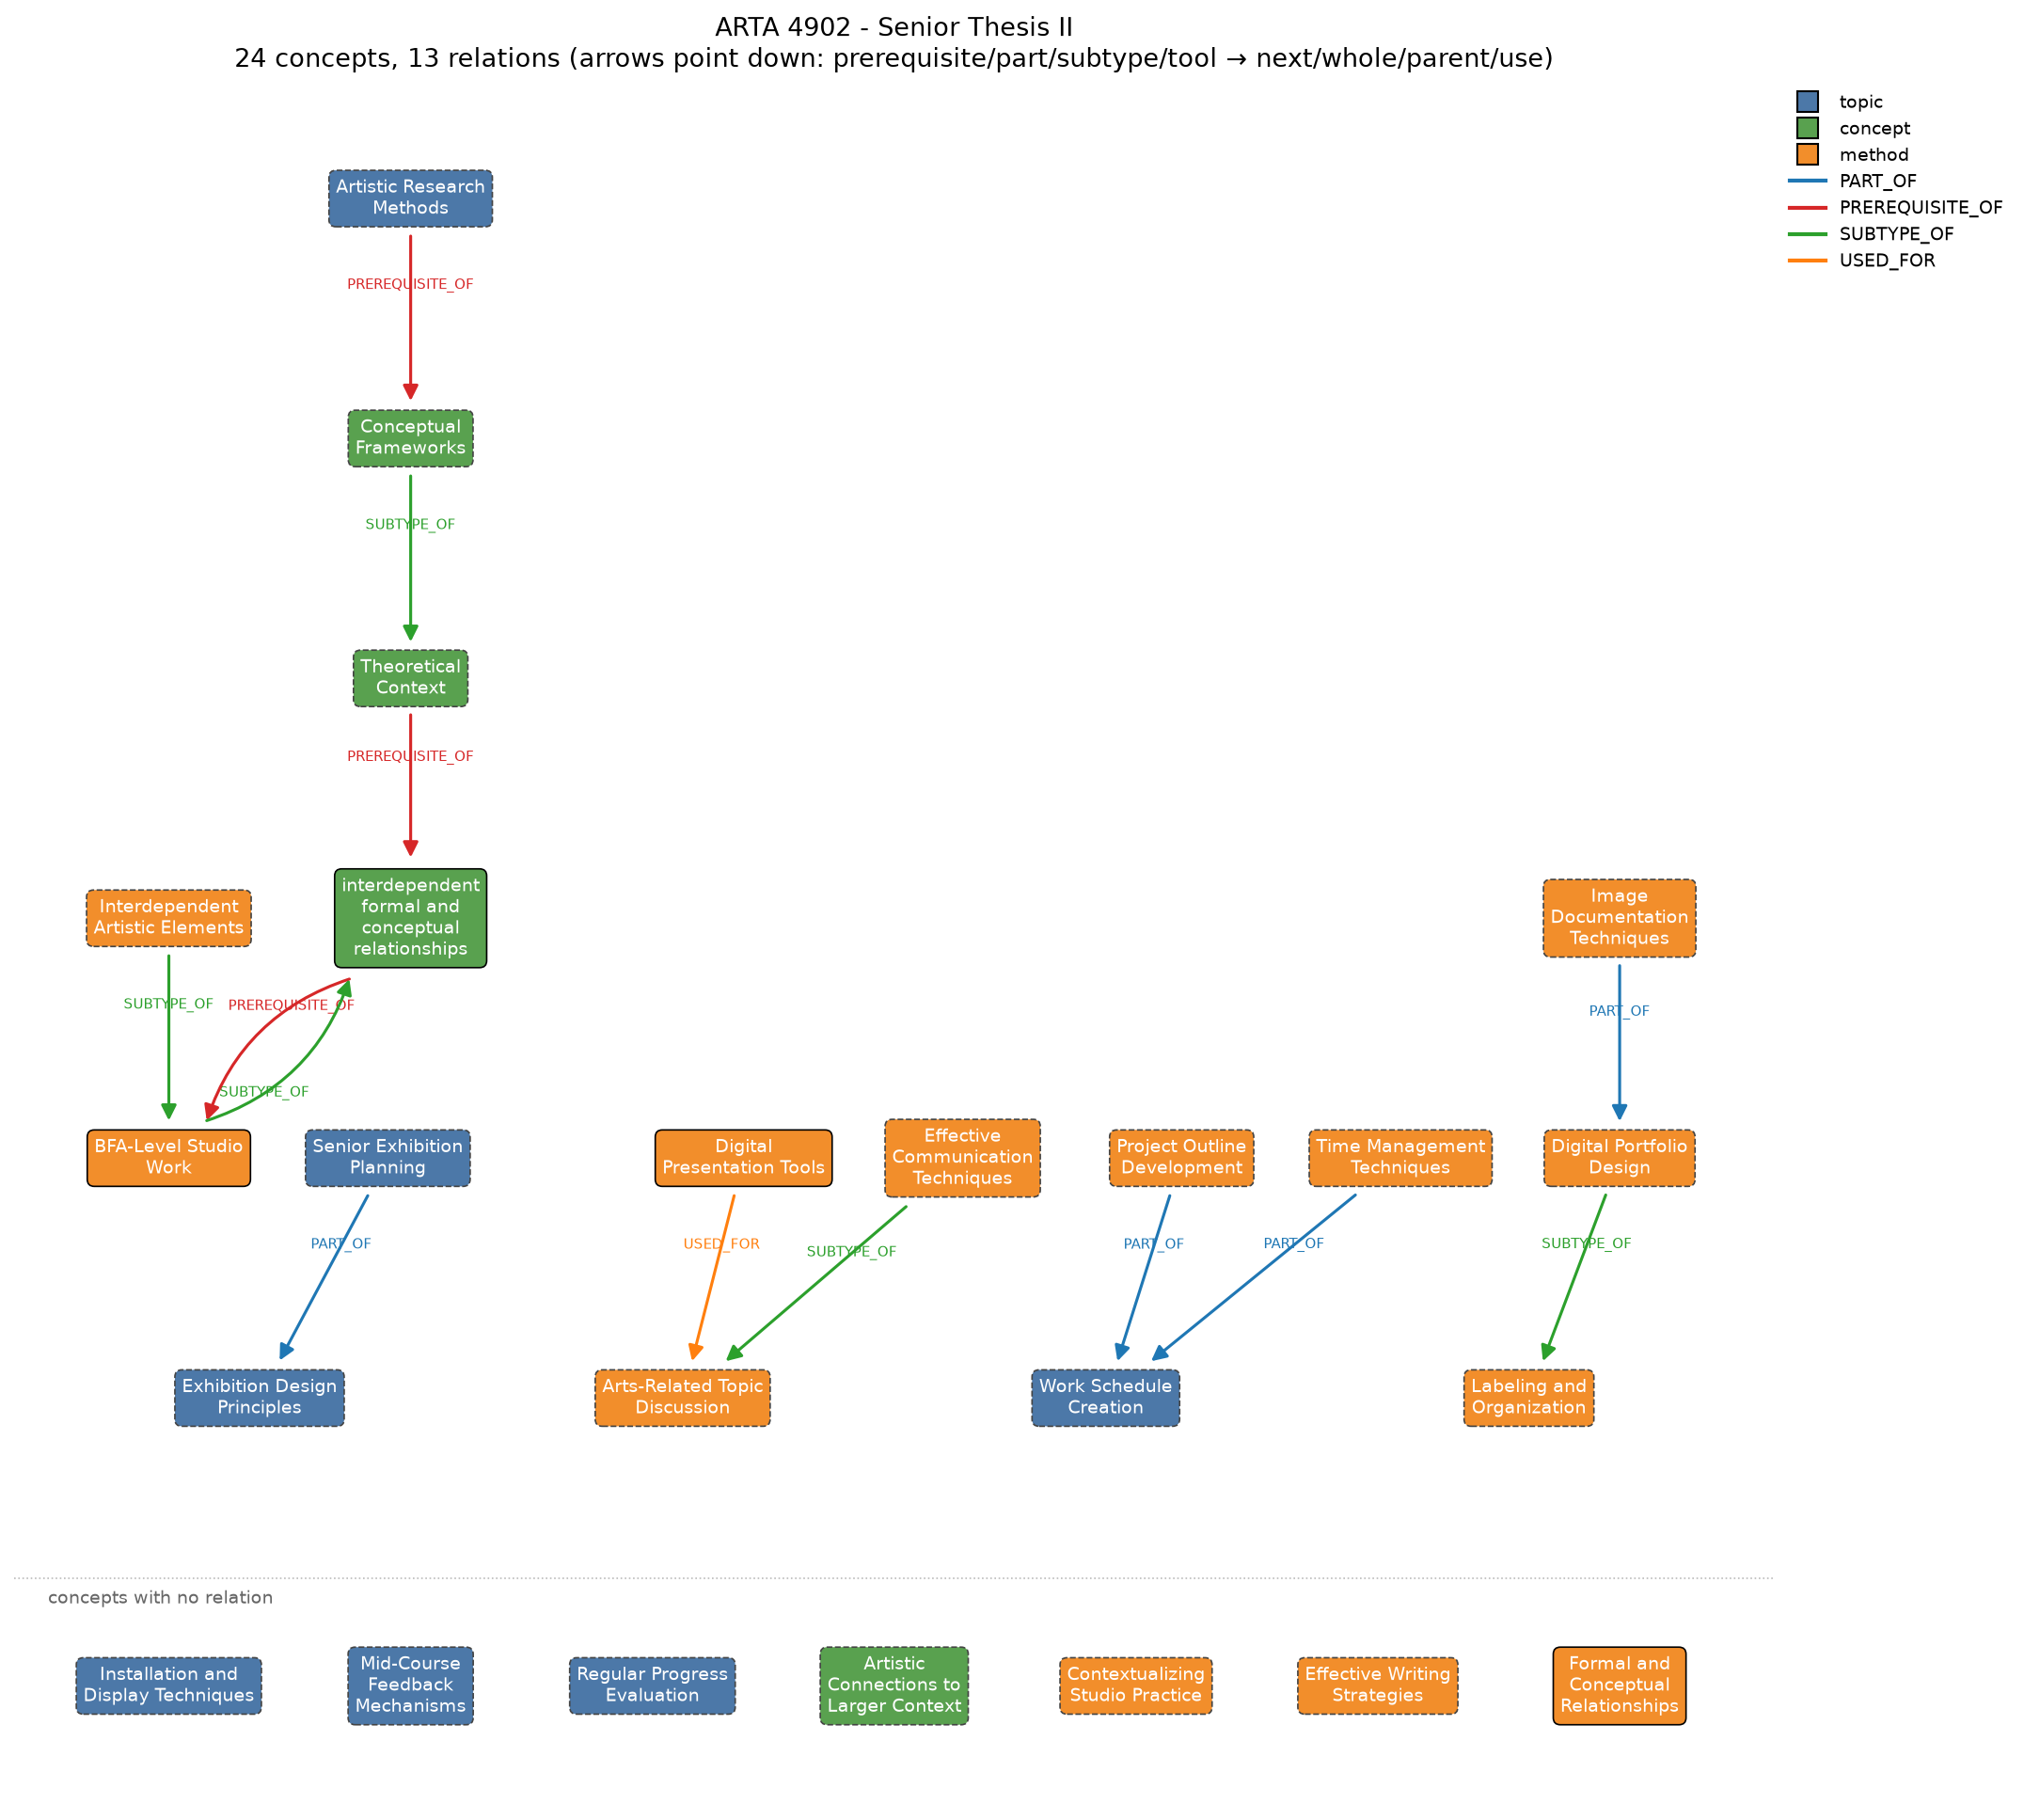 ARTA 4902 - Senior Thesis II
24 concepts, 13 relations (arrows point down: prerequisite/part/subtype/tool → next/whole/parent/use)
topic
concept
method
PART_OF
PREREQUISITE_OF
SUBTYPE_OF
USED_FOR
Artistic Research
Methods
PREREQUISITE_OF
Conceptual
Frameworks
SUBTYPE_OF
Theoretical
Context
PREREQUISITE_OF
Interdependent
Artistic Elements
interdependent
formal and
conceptual
relationships
Image
Documentation
Techniques
SUBTYPE_OF
PREREQUISITE_OF
SUBTYPE_OF
PART_OF
BFA-Level Studio
Work
Senior Exhibition
Planning
Digital
Presentation Tools
Effective
Communication
Techniques
Project Outline
Development
Time Management
Techniques
Digital Portfolio
Design
PART_OF
USED_FOR
SUBTYPE_OF
PART_OF
PART_OF
SUBTYPE_OF
Exhibition Design
Principles
Arts-Related Topic
Discussion
Work Schedule
Creation
Labeling and
Organization
concepts with no relation
Installation and
Display Techniques
Mid-Course
Feedback
Mechanisms
Regular Progress
Evaluation
Artistic
Connections to
Larger Context
Contextualizing
Studio Practice
Effective Writing
Strategies
Formal and
Conceptual
Relationships